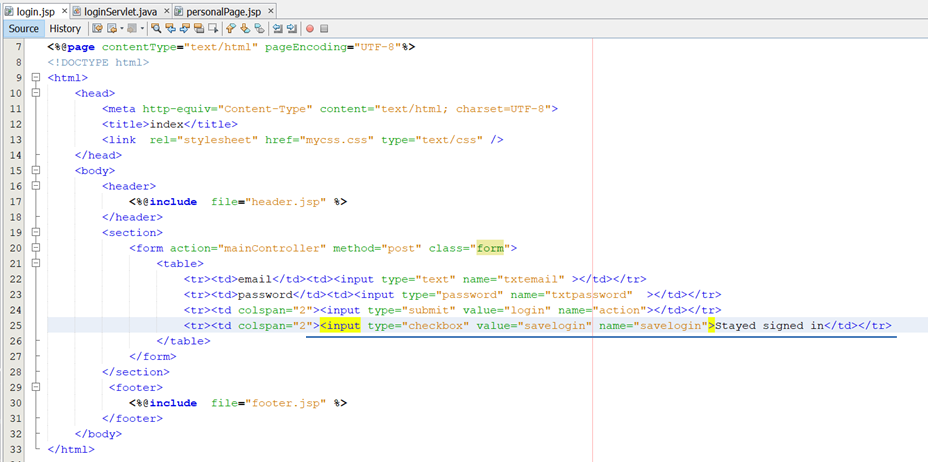 login.jsp × loginServlet.java × personalPage.jsp ×
Source History
7 <%@page contentType="text/html" pageEncoding="UTF-8"%>
8 <!DOCTYPE html>
9 <html>
10 <head>
11 <meta http-equiv="Content-Type" content="text/html; charset=UTF-8">
12 <title>index</title>
13 <link  rel="stylesheet" href="mycss.css" type="text/css" />
14 </head>
15 <body>
16 <header>
17 <%@include  file="header.jsp" %>
18 </header>
19 <section>
20 <form action="mainController" method="post" class="form">
21 <table>
22 <tr><td>email</td><td><input type="text" name="txtemail" ></td></tr>
23 <tr><td>password</td><td><input type="password" name="txtpassword"  ></td></tr>
24 <tr><td colspan="2"><input type="submit" value="login" name="action"></td></tr>
25 <tr><td colspan="2"><input type="checkbox" value="savelogin" name="savelogin">Stayed signed in</td></tr>
26 </table>
27 </form>
28 </section>
29 <footer>
30 <%@include  file="footer.jsp" %>
31 </footer>
32 </body>
33 </html>